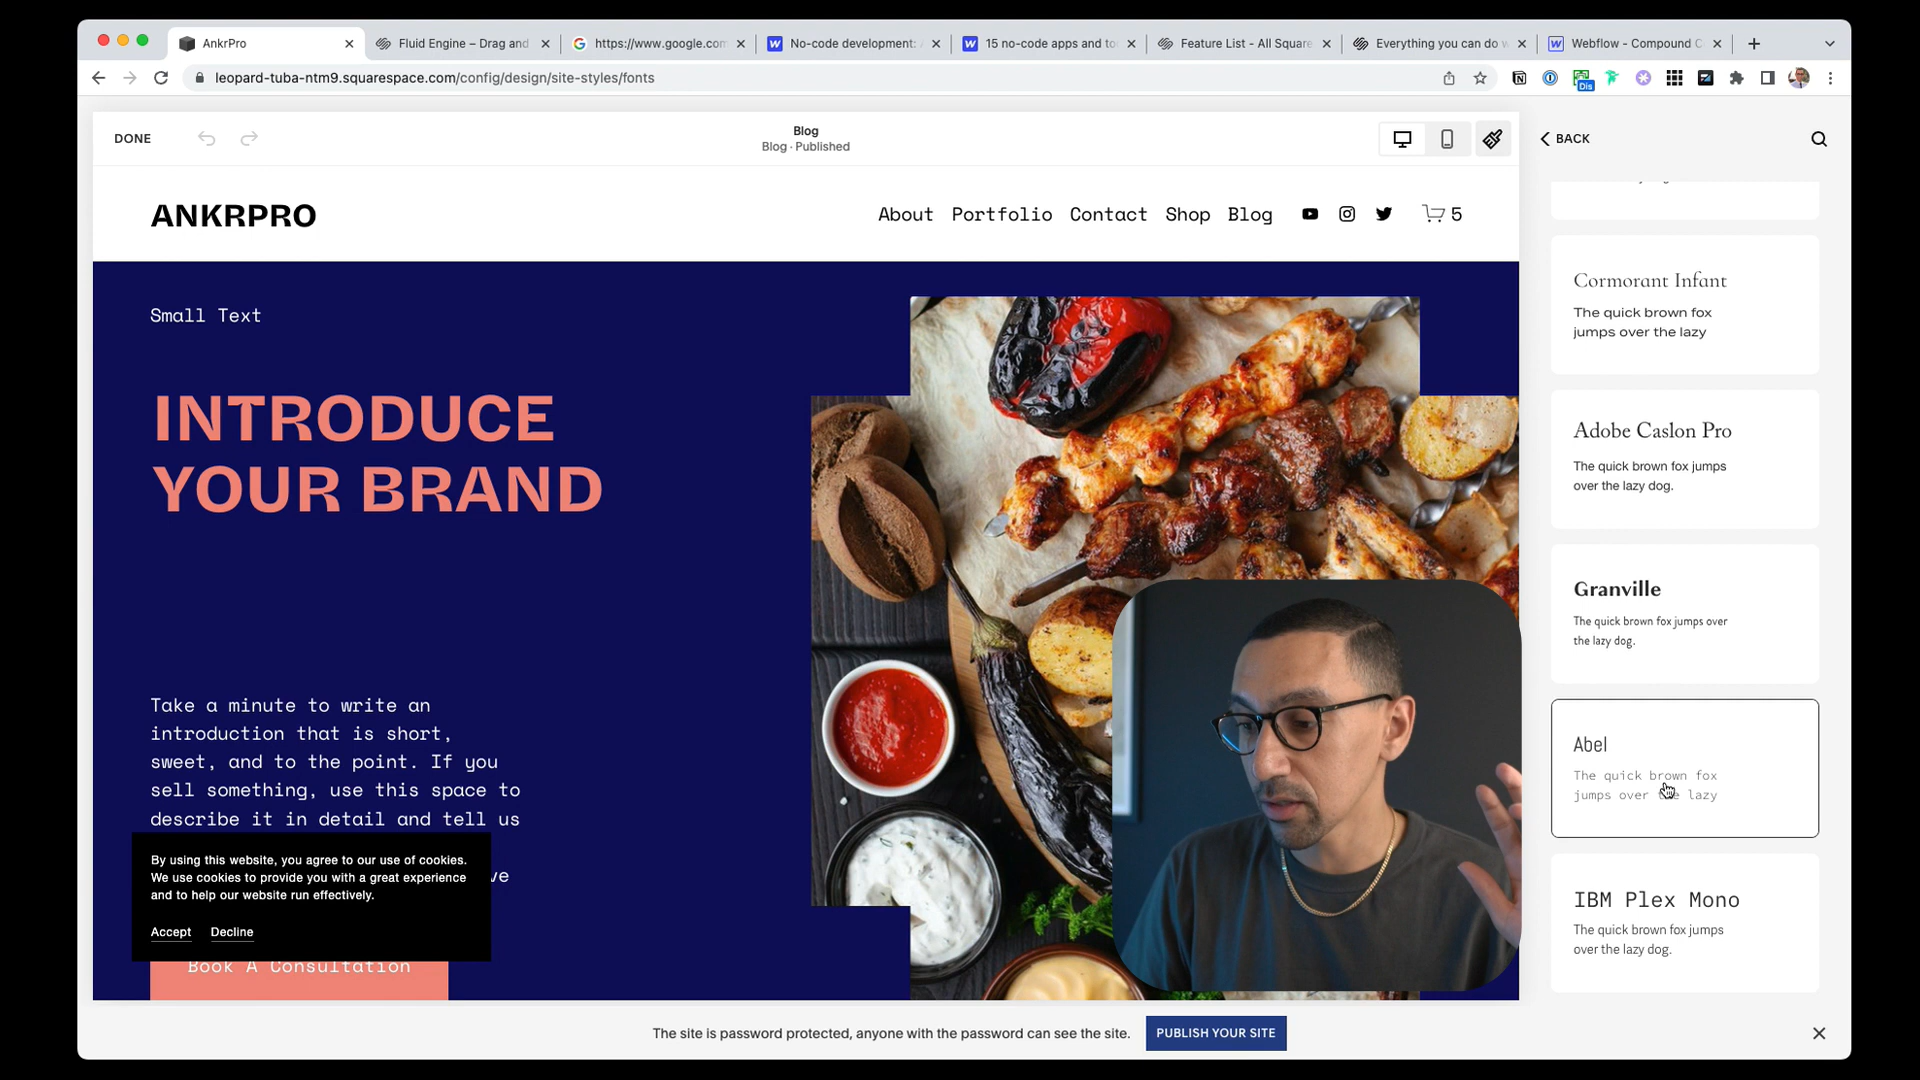 AnkrPro
Fluid Engine – Drag and
https://www.google.com
No-code development:
15 no-code apps and to
Feature List - All Square
Everything you can do w
Webflow - Compound C
leopard-tuba-ntm9.squarespace.com/config/design/site-styles/fonts
Dis
DONE
Blog
Blog · Published
BACK
ANKRPRO
About Portfolio Contact Shop Blog 5
Small Text
INTRODUCE
YOUR BRAND
Take a minute to write an
introduction that is short,
sweet, and to the point. If you
sell something, use this space to
describe it in detail and tell us
ve
By using this website, you agree to our use of cookies.
We use cookies to provide you with a great experience
and to help our website run effectively.
Accept Decline
Book A Consultation
Cormorant Infant
The quick brown fox
jumps over the lazy
Adobe Caslon Pro
The quick brown fox jumps
over the lazy dog.
Granville
The quick brown fox jumps over
the lazy dog.
Abel
The quick brown fox
jumps over the lazy
IBM Plex Mono
The quick brown fox jumps
over the lazy dog.
The site is password protected, anyone with the password can see the site.
PUBLISH YOUR SITE